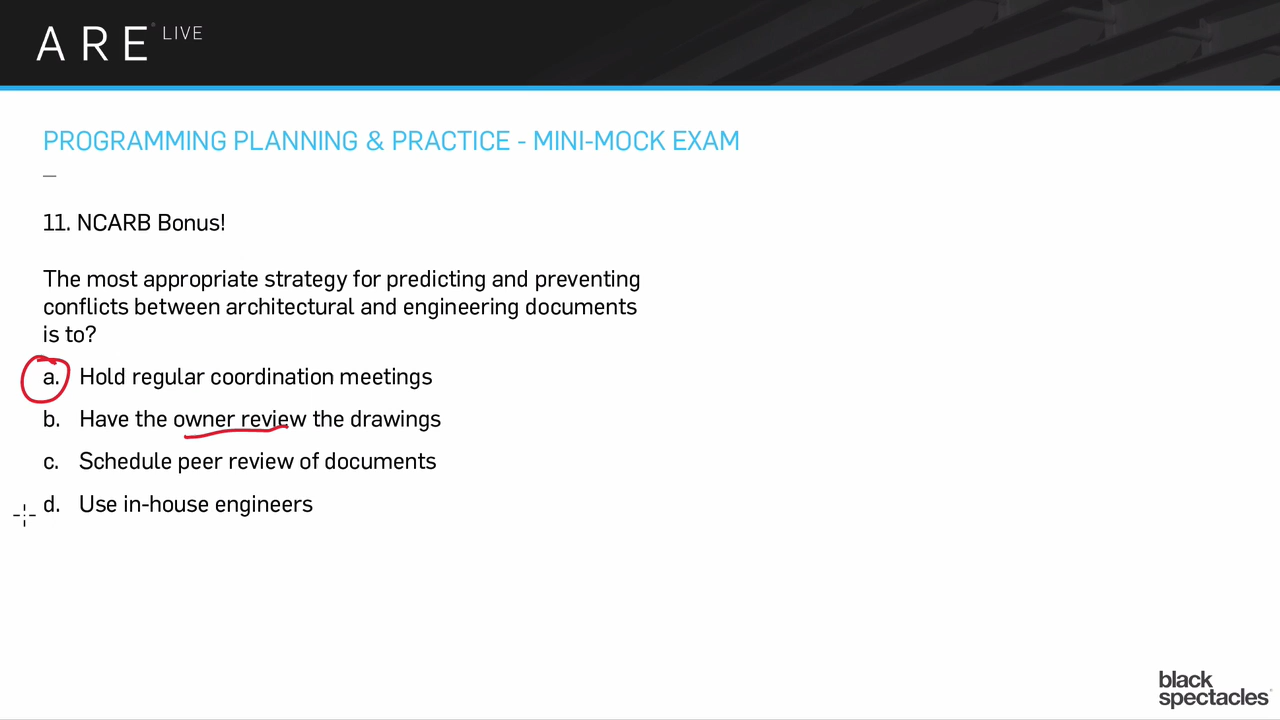 ARE® LIVE
PROGRAMMING PLANNING & PRACTICE - MINI-MOCK EXAM
11. NCARB Bonus!
The most appropriate strategy for predicting and preventing
conflicts between architectural and engineering documents
is to?
a. Hold regular coordination meetings
b. Have the owner review the drawings
c. Schedule peer review of documents
d. Use in-house engineers
black
spectacles